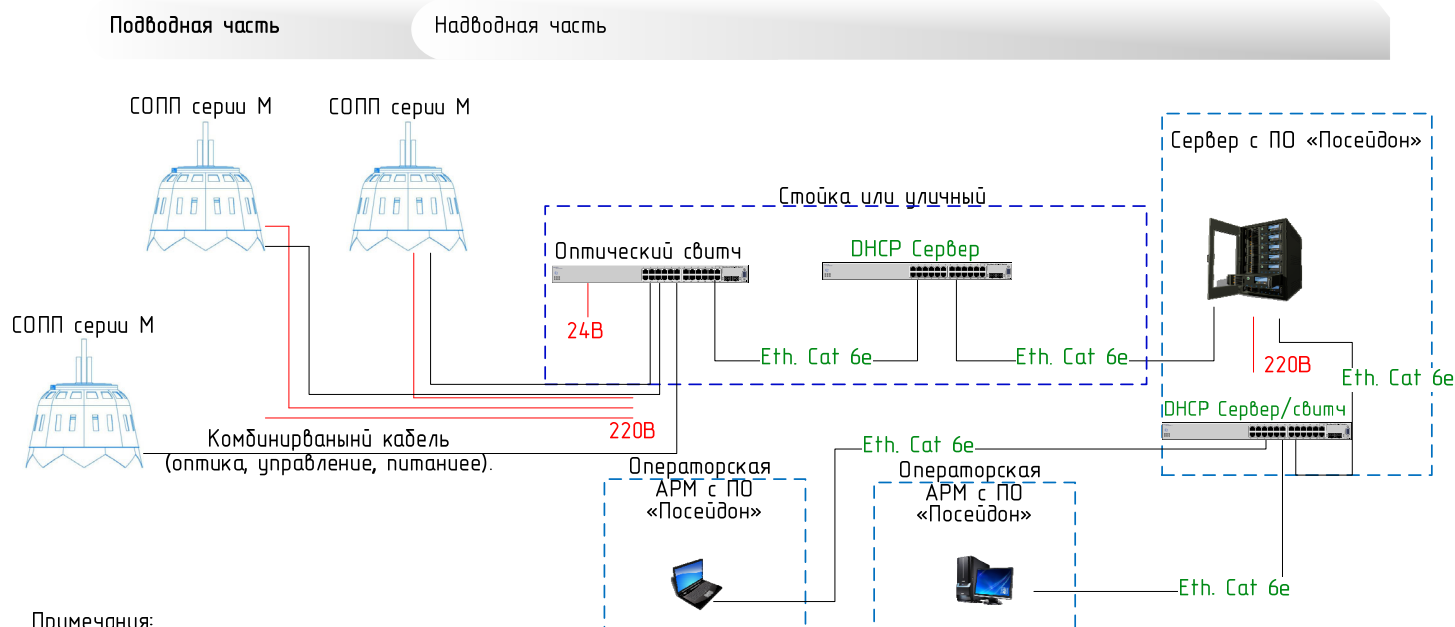 Подводная часть
Надводная часть
СОПП серии М
СОПП серии М
Сервер с ПО «Посейдон»
Стойка или уличный
Оптический свитч
DHCP Сервер
24В
СОПП серии М
Eth. Cat 6e
Eth. Cat 6e
220В
Eth. Cat 6e
DHCP Сервер/свитч
220В
Комбинрванынй кабель
(оптика, управление, питаниее).
Eth. Cat 6e
Операторская
АРМ с ПО
«Посейдон»
Операторская
АРМ с ПО
«Посейдон»
Eth. Cat 6e
Примечания: